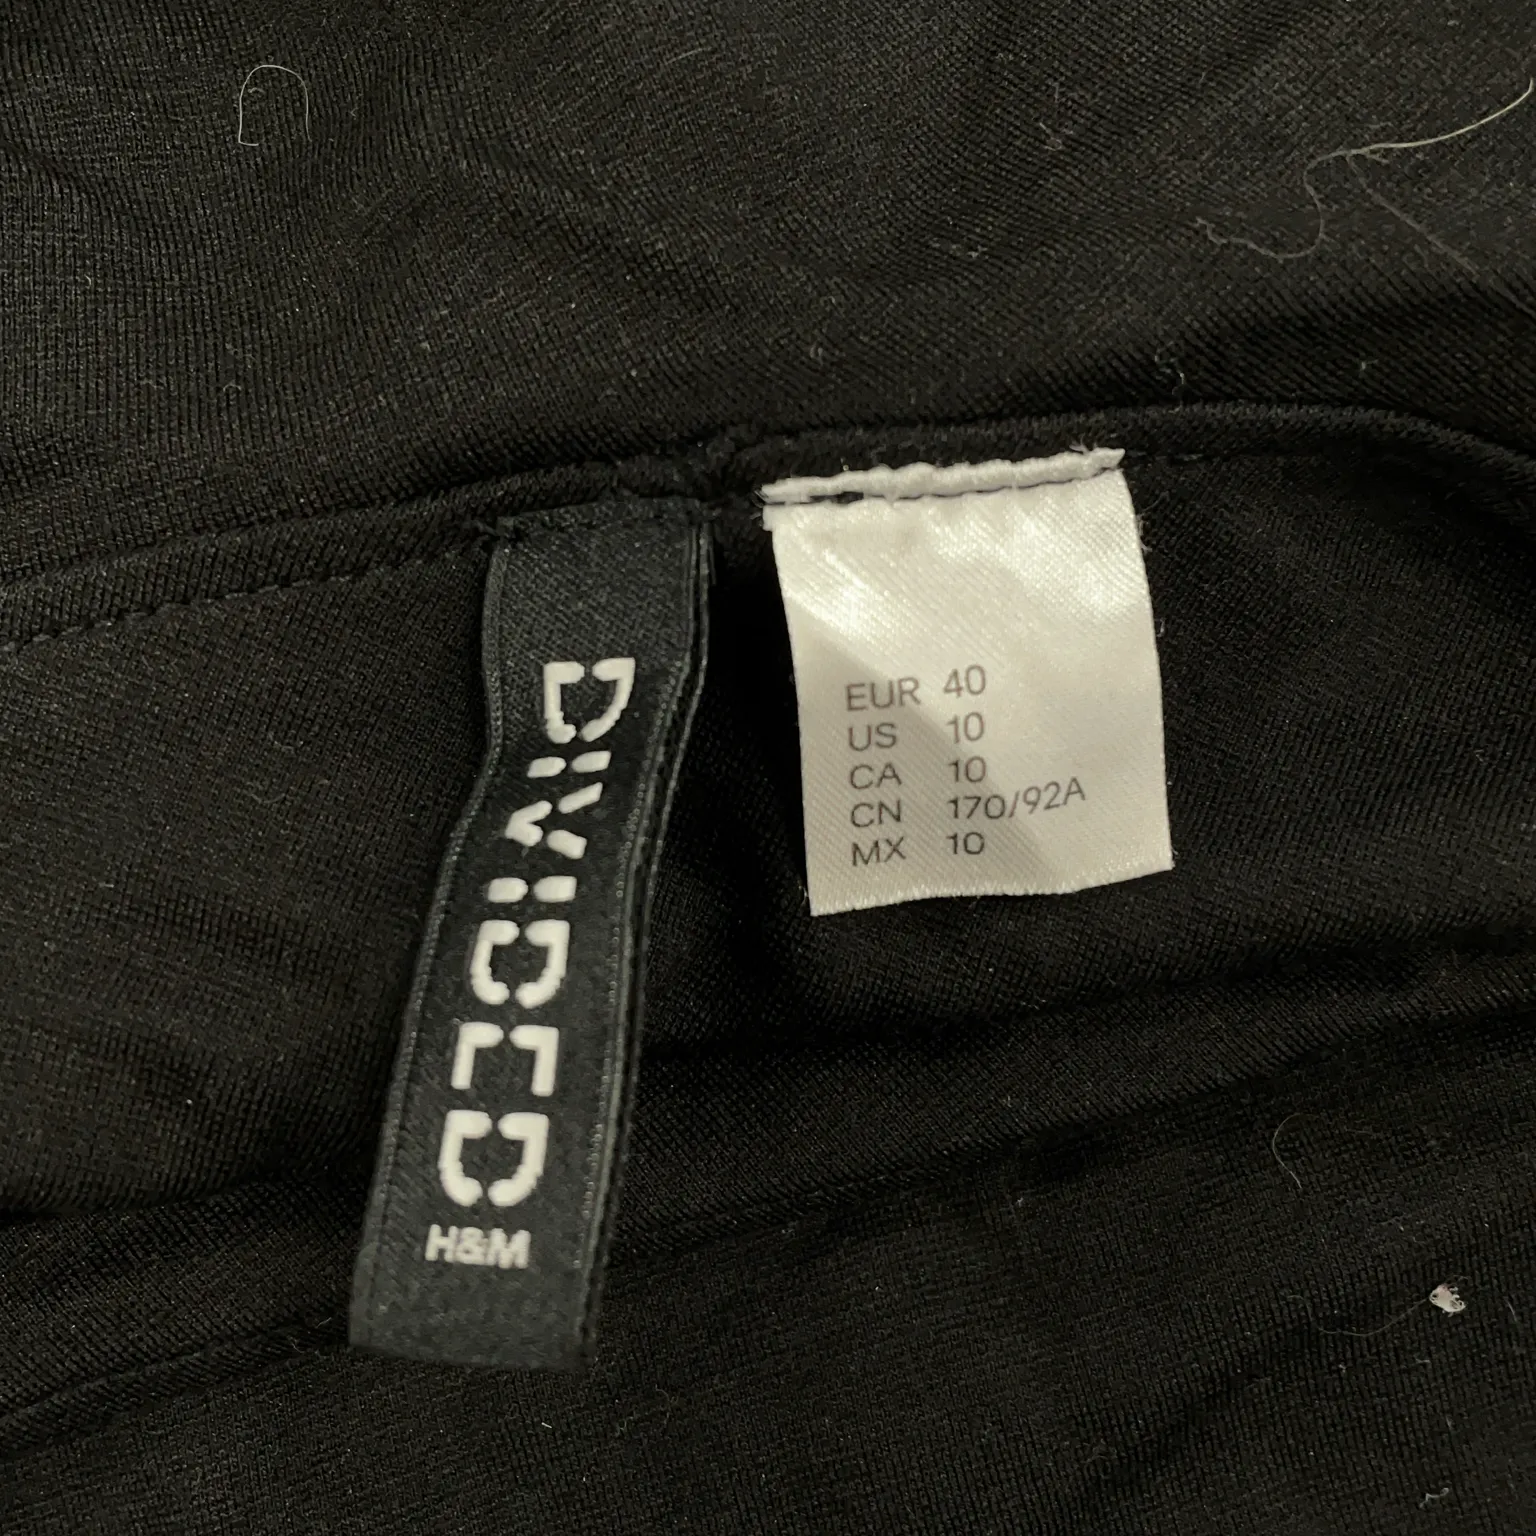 DIVIDED
H&M
EUR 40
US 10
CA 10
CN 170/92A
MX 10